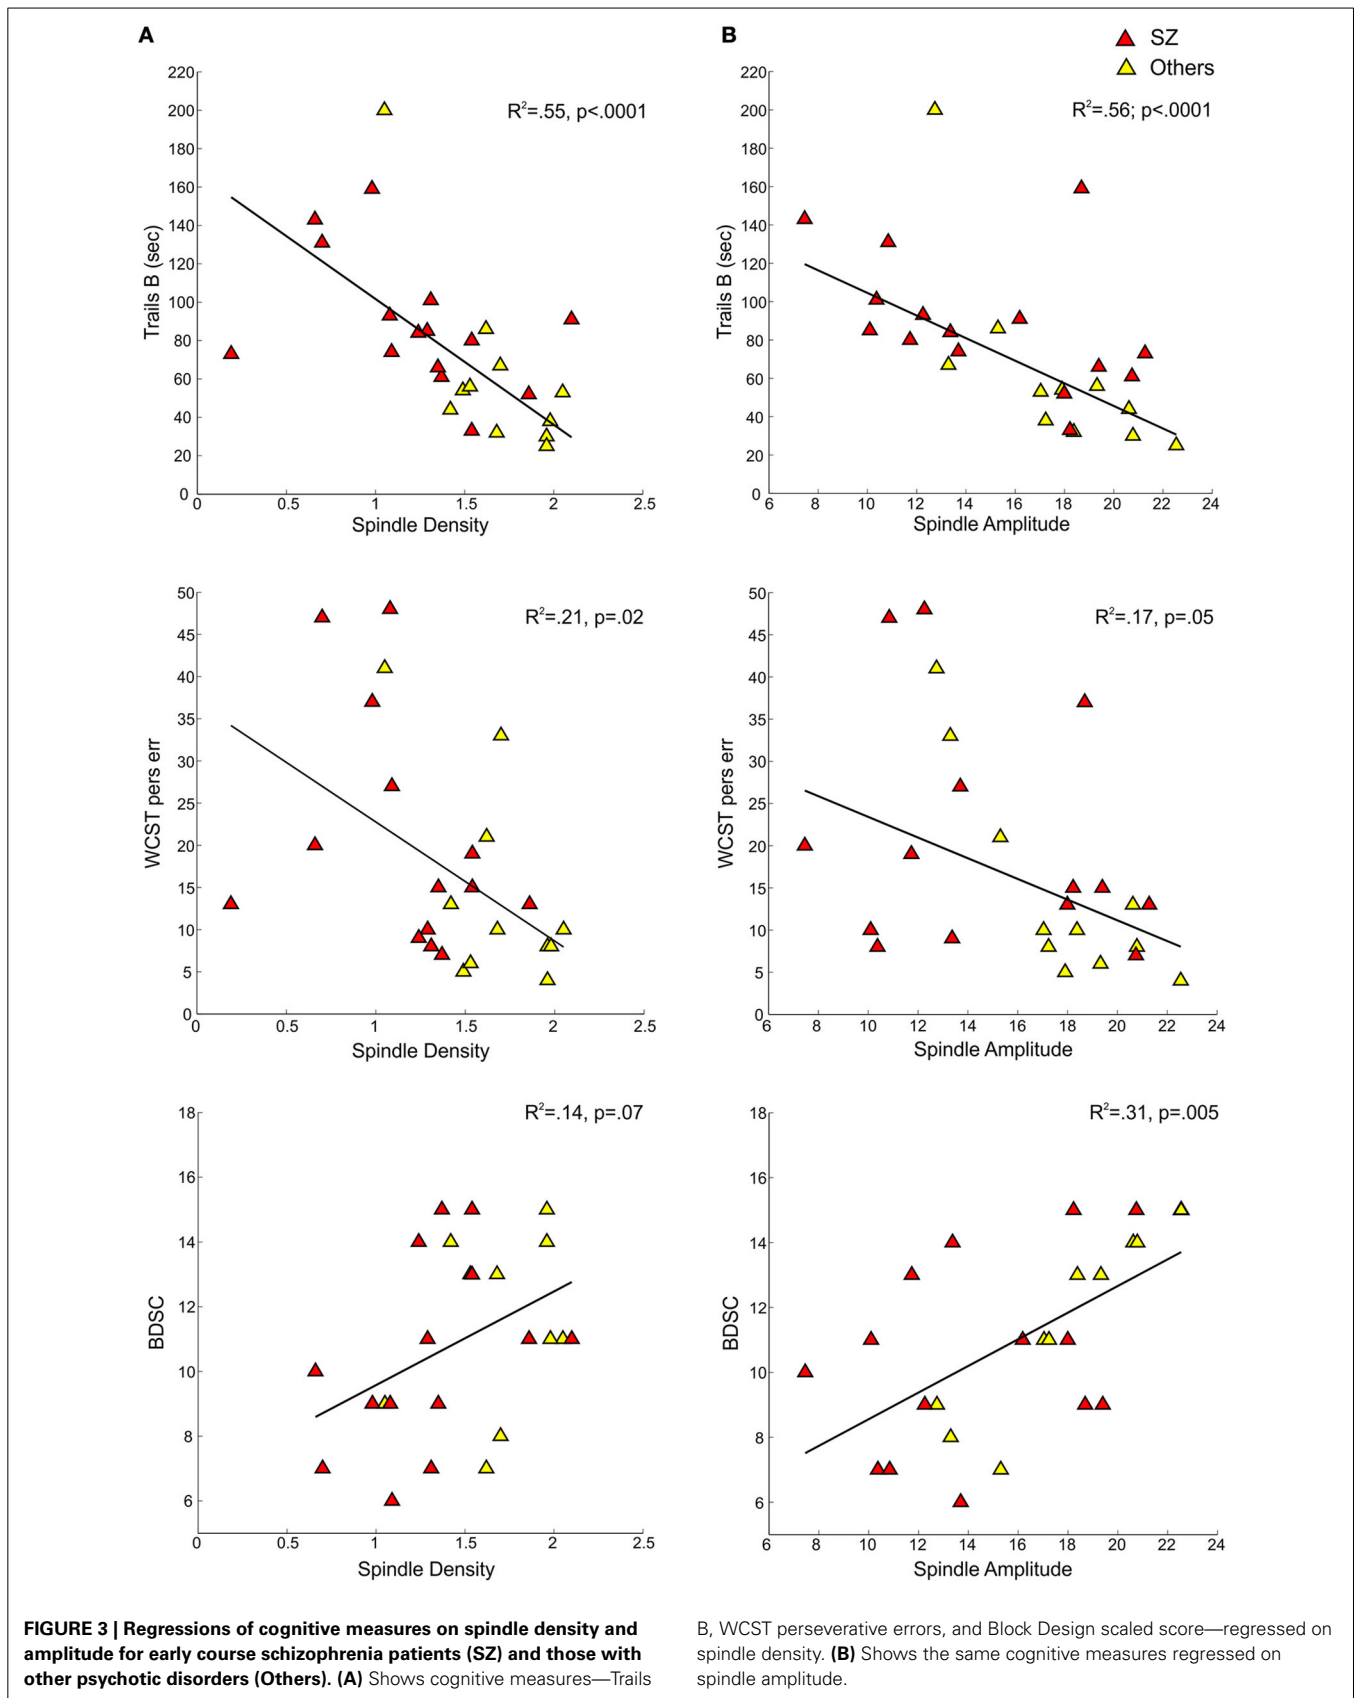 A
B
SZ
Others
220
200
180
160
140
120
100
80
60
40
20
0
Trails B (sec)
R²=.55, p<.0001
0 0.5 1 1.5 2 2.5
Spindle Density
220
200
180
160
140
120
100
80
60
40
20
0
Trails B (sec)
R²=.56; p<.0001
6 8 10 12 14 16 18 20 22 24
Spindle Amplitude
50
45
40
35
30
25
20
15
10
5
0
WCST pers err
R²=.21, p=.02
0 0.5 1 1.5 2 2.5
Spindle Density
50
45
40
35
30
25
20
15
10
5
0
WCST pers err
R²=.17, p=.05
6 8 10 12 14 16 18 20 22 24
Spindle Amplitude
18
16
14
12
10
8
6
BDSC
R²=.14, p=.07
0 0.5 1 1.5 2 2.5
Spindle Density
18
16
14
12
10
8
6
BDSC
R²=.31, p=.005
6 8 10 12 14 16 18 20 22 24
Spindle Amplitude
FIGURE 3 | Regressions of cognitive measures on spindle density and
amplitude for early course schizophrenia patients (SZ) and those with
other psychotic disorders (Others). (A) Shows cognitive measures—Trails
B, WCST perseverative errors, and Block Design scaled score—regressed on
spindle density. (B) Shows the same cognitive measures regressed on
spindle amplitude.